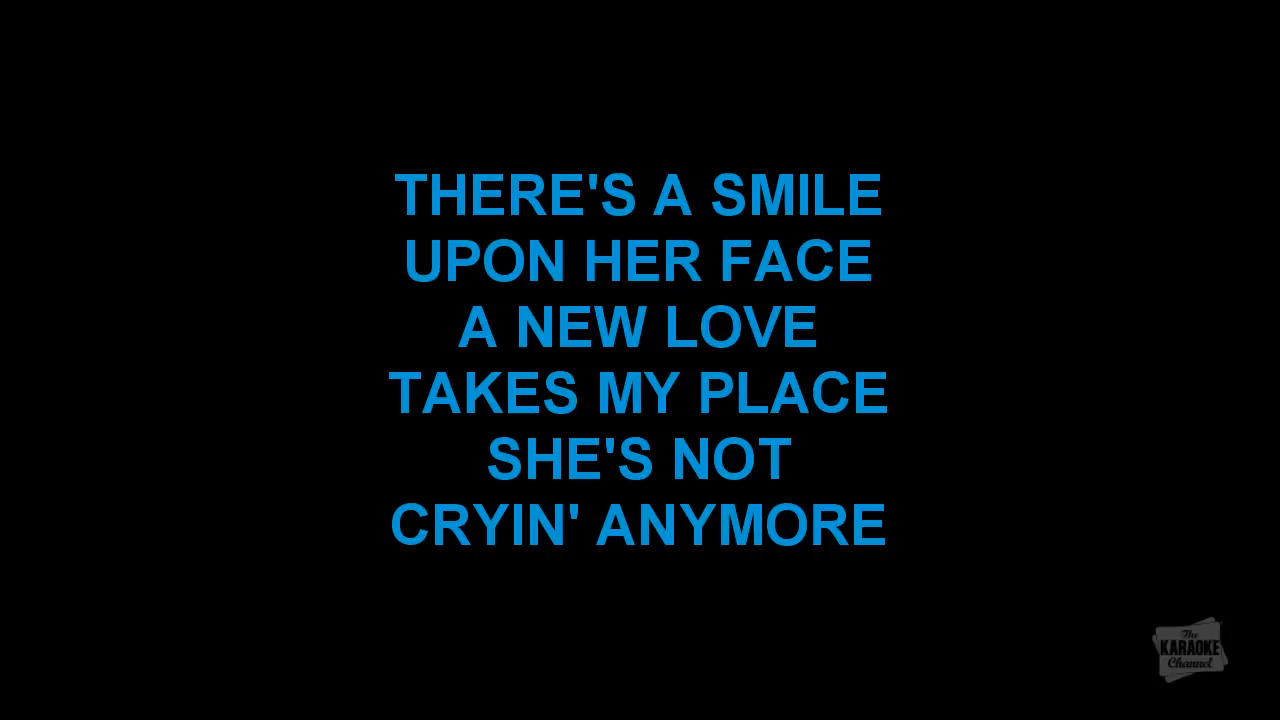 THERE'S A SMILE
UPON HER FACE
A NEW LOVE
TAKES MY PLACE
SHE'S NOT
CRYIN' ANYMORE
The
KARAOKE
Channel